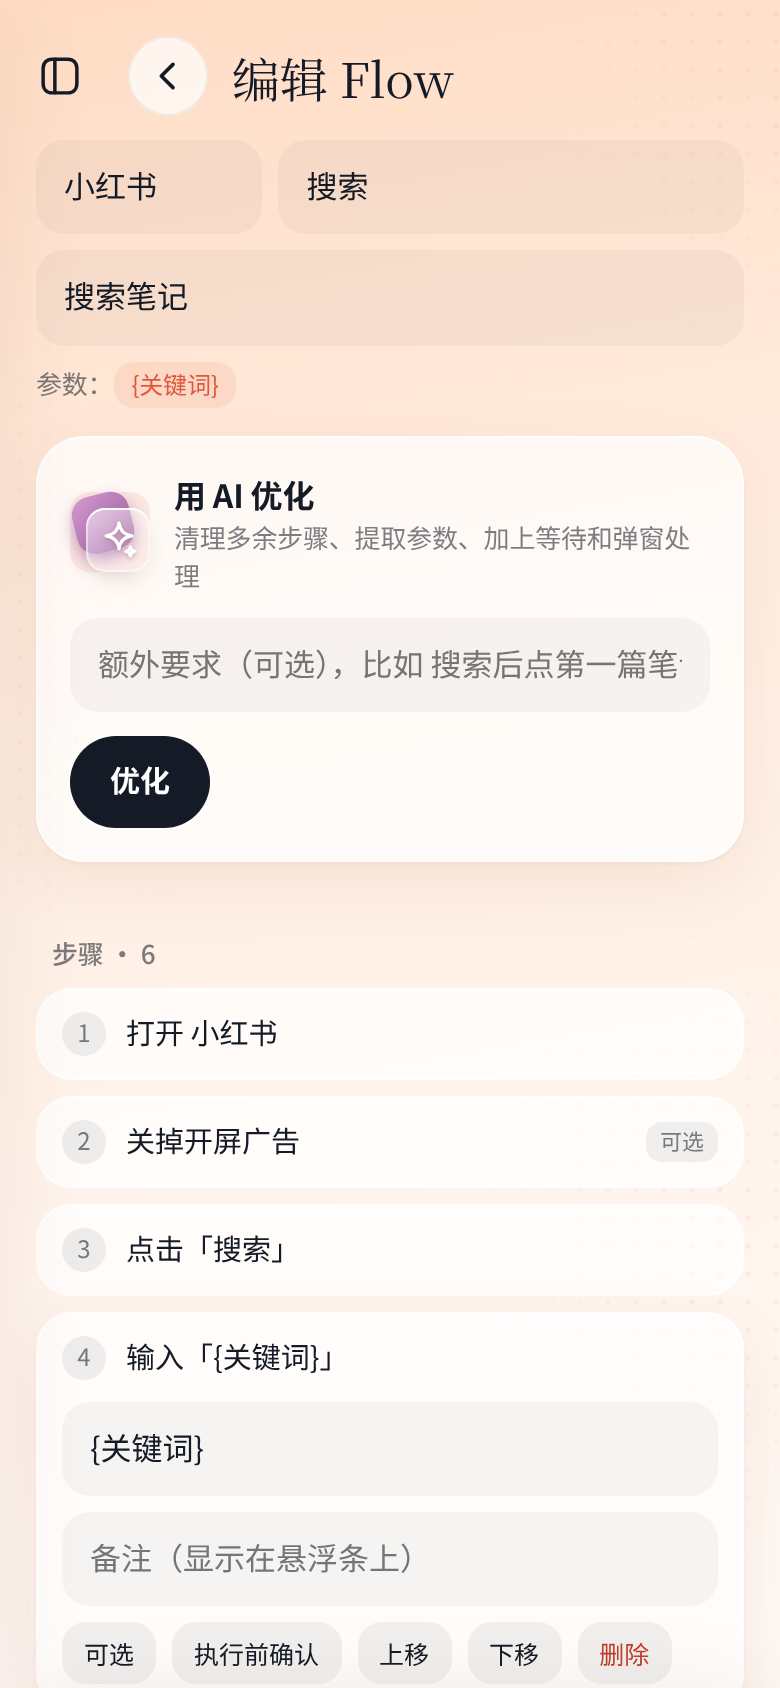 编辑 Flow
小红书
搜索
搜索笔记
参数：
{关键词}
用 AI 优化
清理多余步骤、提取参数、加上等待和弹窗处
理
额外要求（可选），比如 搜索后点第一篇笔
优化
步骤 · 6
1 打开 小红书
2 关掉开屏广告 可选
3 点击「搜索」
4 输入「{关键词}」
{关键词}
备注（显示在悬浮条上）
可选 执行前确认 上移 下移 删除